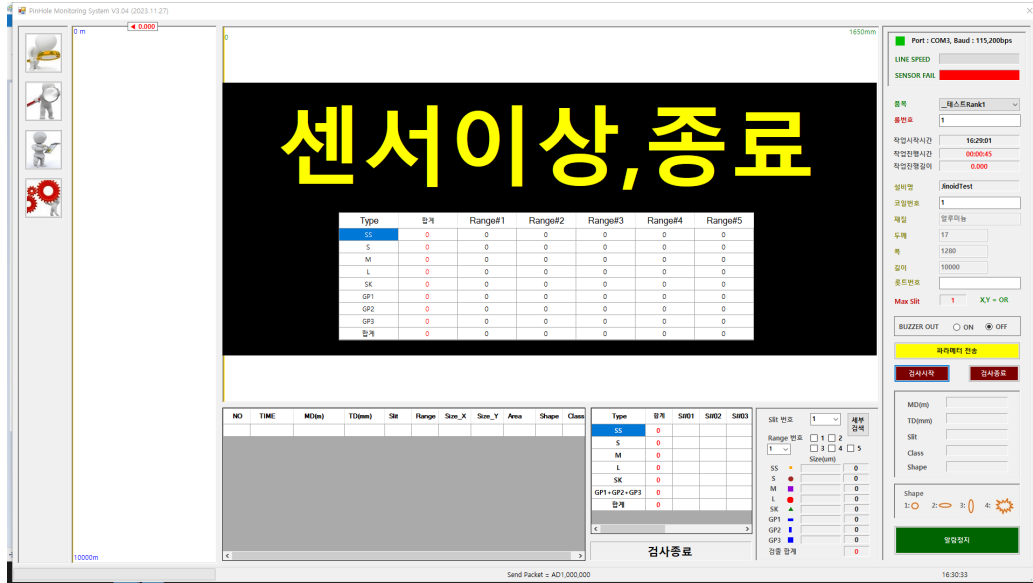 PinHole Monitoring System V3.04 (2023.11.27)
0 m
◄ 0.000
10000m
0
1650mm
센서이상,종료
Type 합계 Range#1 Range#2 Range#3 Range#4 Range#5
SS 0 0 0 0 0 0
S 0 0 0 0 0 0
M 0 0 0 0 0 0
L 0 0 0 0 0 0
SK 0 0 0 0 0 0
GP1 0 0 0 0 0 0
GP2 0 0 0 0 0 0
GP3 0 0 0 0 0 0
합계 0 0 0 0 0 0
NO TIME MD(m) TD(mm) Slit Range Size_X Size_Y Area Shape Class
Type 합계 S#01 S#02 S#03
SS 0
S 0
M 0
L 0
SK 0
GP1+GP2+GP3 0
합계 0
검사종료
Slit 번호 1 세부검색
Range 번호 1 2
1 3 4 5
Size(um)
SS 0
S 0
M 0
L 0
SK 0
GP1 0
GP2 0
GP3 0
검출 합계 0
Port : COM3, Baud : 115,200bps
LINE SPEED
SENSOR FAIL
품목 _테스트Rank1
롤번호 1
작업시작시간 16:29:01
작업진행시간 00:00:45
작업진행길이 0.000
설비명 JinoidTest
코일번호 1
재질 알루미늄
두께 17
폭 1280
길이 10000
롯트번호
Max Slit 1 X,Y = OR
BUZZER OUT ON OFF
파라메타 전송
검사시작 검사종료
MD(m)
TD(mm)
Slit
Class
Shape
Shape
1: 2: 3: 4:
알람정지
Send Packet = AD1,000,000
16:30:33